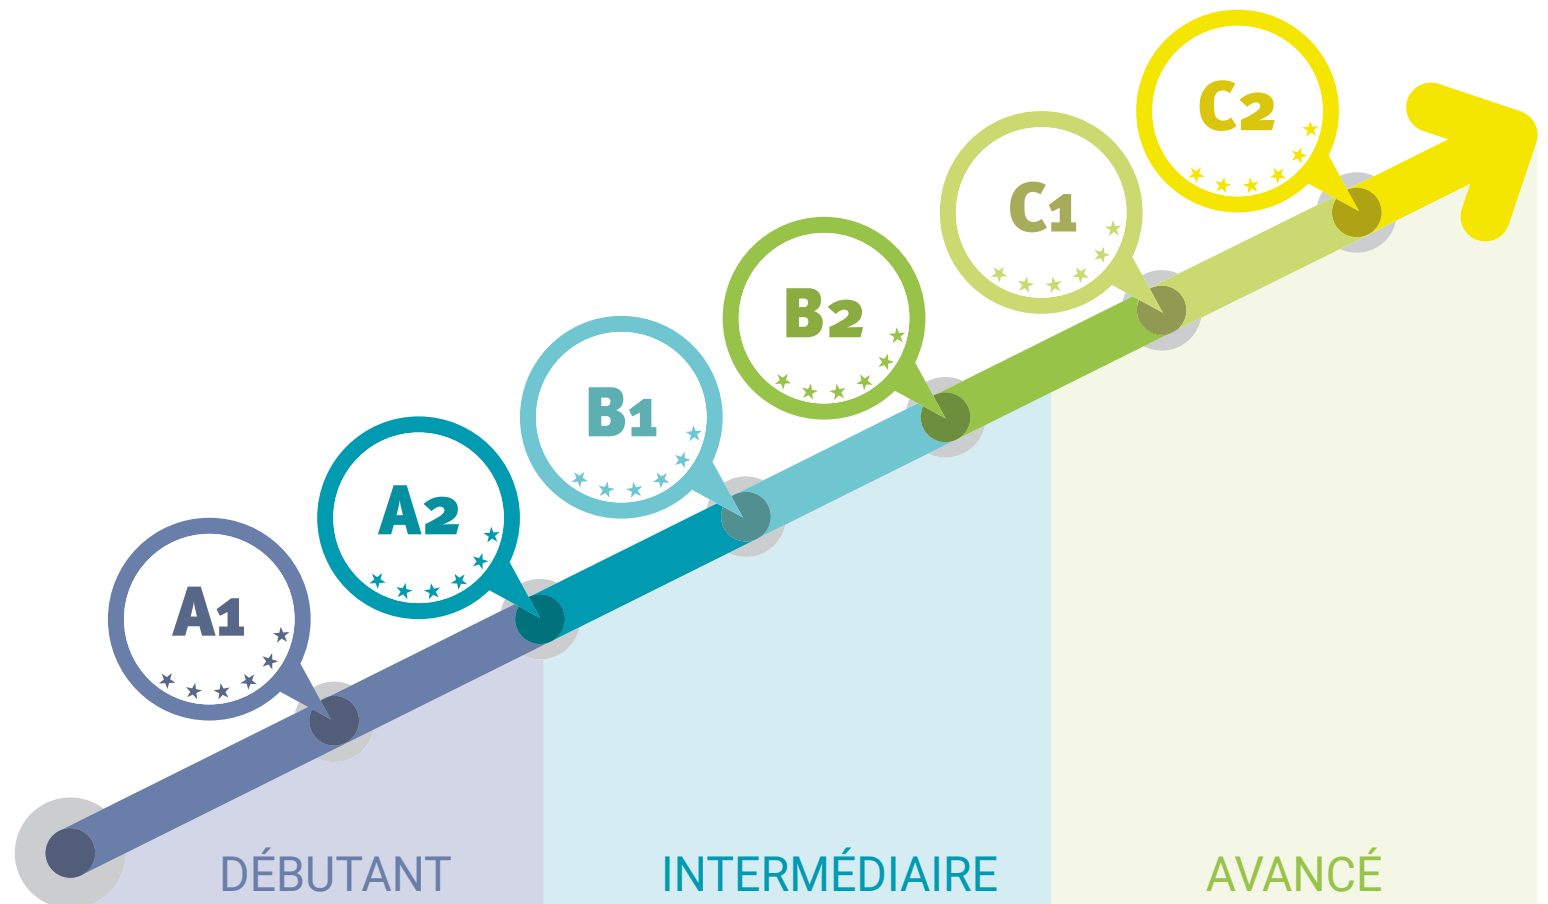 C2
C1
B2
B1
A2
A1
DÉBUTANT INTERMÉDIAIRE AVANCÉ